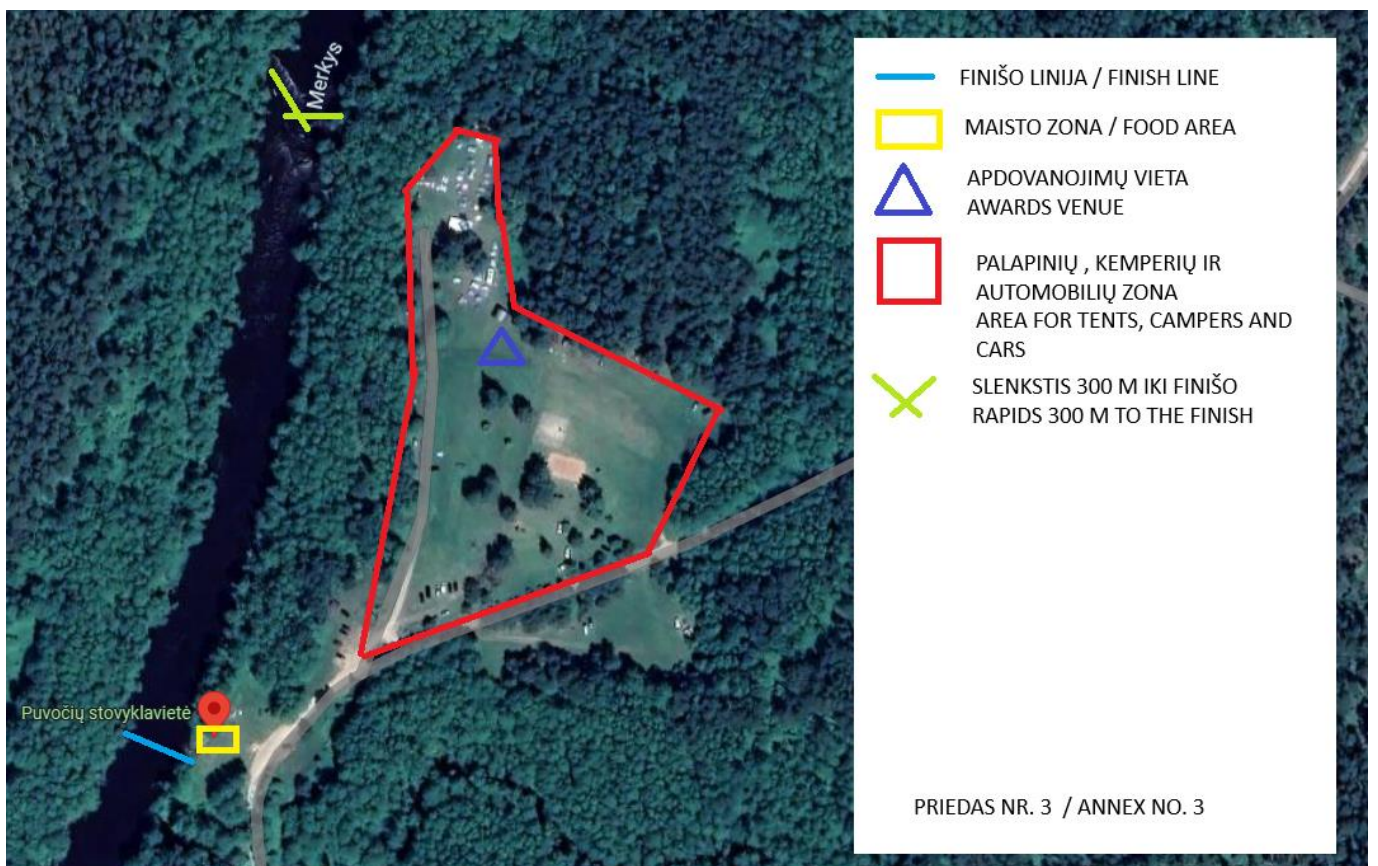 Merkys
Puvočių stovyklavietė
FINIŠO LINIJA / FINISH LINE
MAISTO ZONA / FOOD AREA
APDOVANOJIMŲ VIETA
AWARDS VENUE
PALAPINIŲ , KEMPERIŲ IR
AUTOMOBILIŲ ZONA
AREA FOR TENTS, CAMPERS AND
CARS
SLENKSTIS 300 M IKI FINIŠO
RAPIDS 300 M TO THE FINISH
PRIEDAS NR. 3 / ANNEX NO. 3